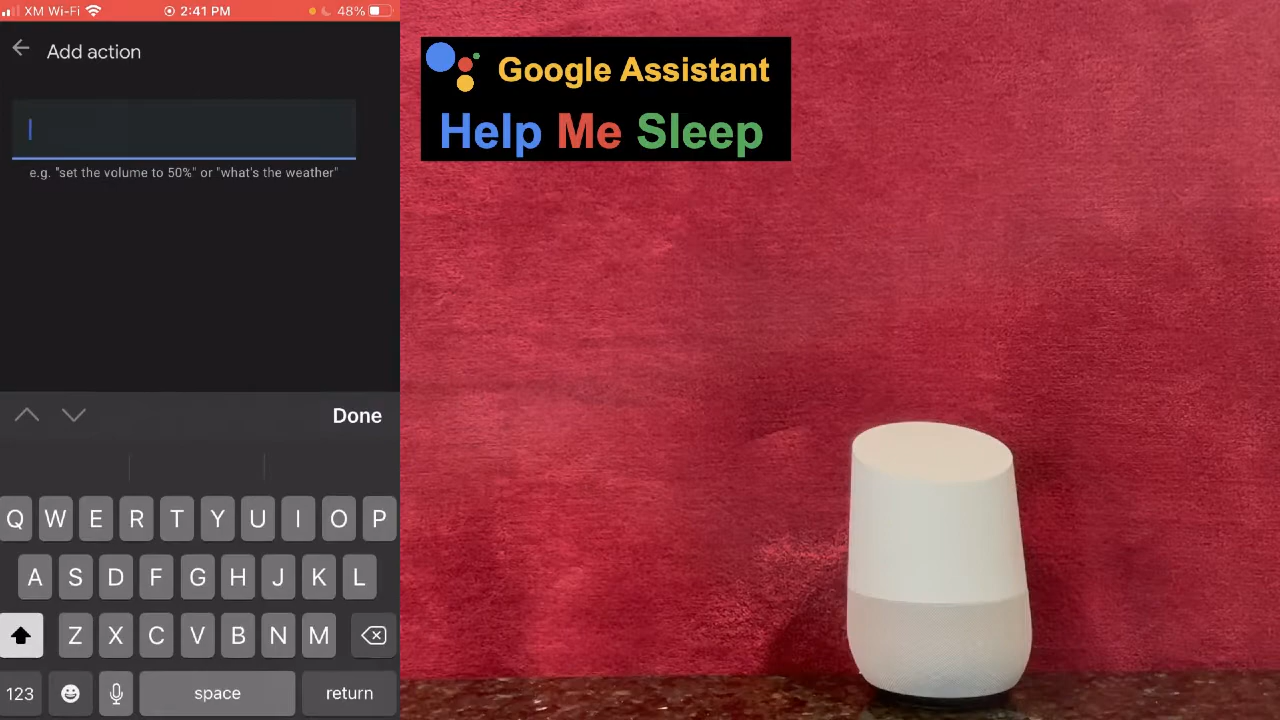 XM Wi-Fi 2:41 PM 48%
Add action
e.g. "set the volume to 50%" or "what's the weather"
Done
Q W E R T Y U I O P
A S D F G H J K L
Z X C V B N M
123 space return
Google Assistant
Help Me Sleep